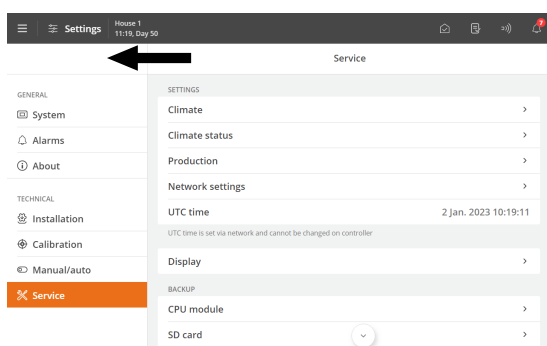 Settings
House 1
11:19, Day 50
7
Service
GENERAL
System
Alarms
About
TECHNICAL
Installation
Calibration
Manual/auto
Service
SETTINGS
Climate
Climate status
Production
Network settings
UTC time 2 Jan. 2023 10:19:11
UTC time is set via network and cannot be changed on controller
Display
BACKUP
CPU module
SD card